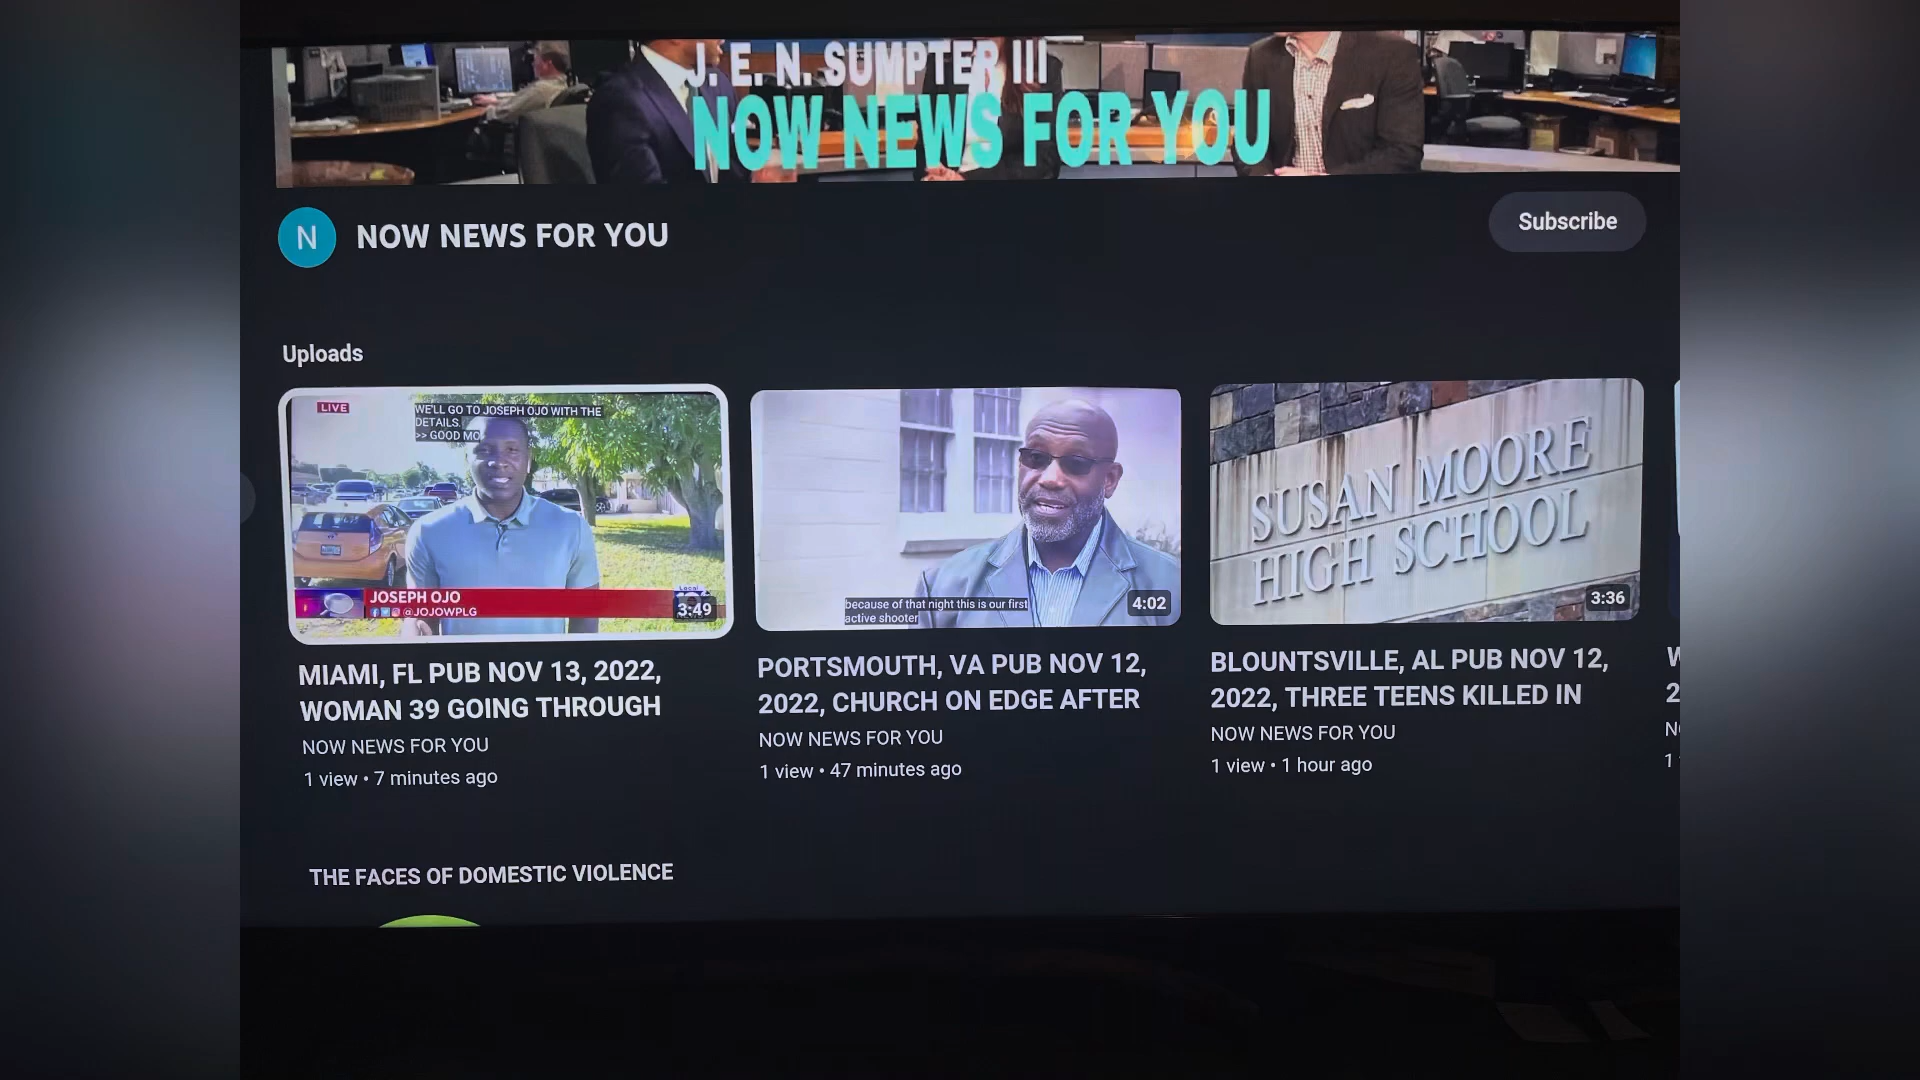 J. E. N. SUMPTER III
NOW NEWS FOR YOU
N
NOW NEWS FOR YOU
Subscribe
Uploads
LIVE
WE'LL GO TO JOSEPH OJO WITH THE
DETAILS.
>> GOOD MO
JOSEPH OJO
@JOJOWPLG
3:49
because of that night this is our first
active shooter
4:02
SUSAN MOORE
HIGH SCHOOL
3:36
MIAMI, FL PUB NOV 13, 2022,
WOMAN 39 GOING THROUGH
NOW NEWS FOR YOU
1 view • 7 minutes ago
PORTSMOUTH, VA PUB NOV 12,
2022, CHURCH ON EDGE AFTER
NOW NEWS FOR YOU
1 view • 47 minutes ago
BLOUNTSVILLE, AL PUB NOV 12,
2022, THREE TEENS KILLED IN
NOW NEWS FOR YOU
1 view • 1 hour ago
THE FACES OF DOMESTIC VIOLENCE